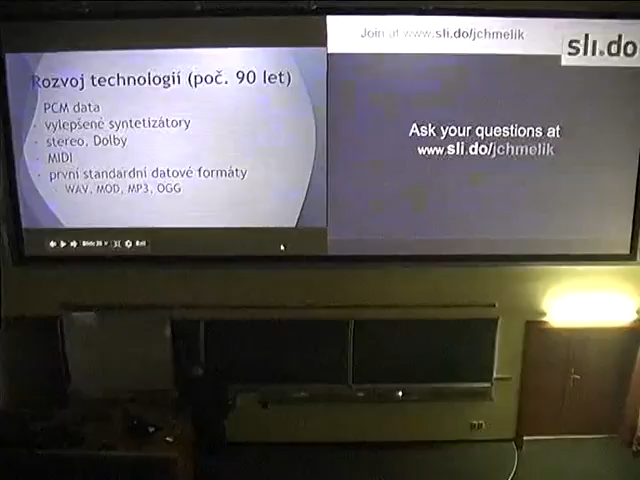 Rozvoj technologií (poč. 90 let)
PCM data
vylepšené syntetizátory
stereo, Dolby
MIDI
první standardní datové formáty
WAV, MOD, MP3, OGG
Join at www.sli.do/jchmelik
sli.do
Ask your questions at
www.sli.do/jchmelik